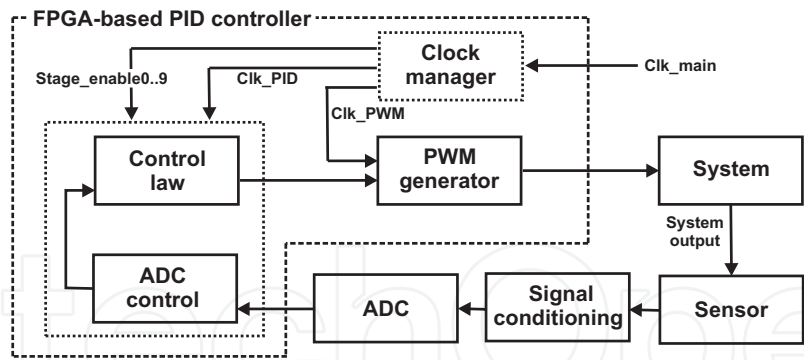 FPGA-based PID controller
Clock
manager
Clk_main
Stage_enable0..9
Clk_PID
Clk_PWM
Control
law
PWM
generator
System
System
output
ADC
control
ADC
Signal
conditioning
Sensor